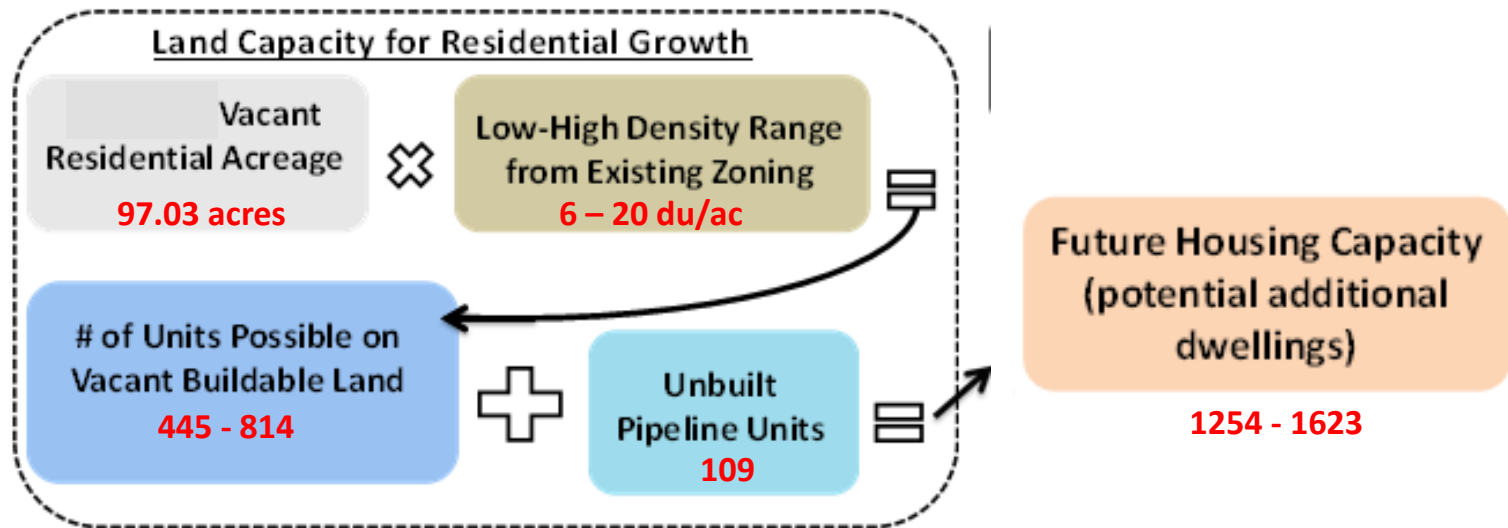 Land Capacity for Residential Growth
Vacant
Residential Acreage
97.03 acres
Low-High Density Range
from Existing Zoning
6 – 20 du/ac
# of Units Possible on
Vacant Buildable Land
445 - 814
Unbuilt
Pipeline Units
109
Future Housing Capacity
(potential additional
dwellings)
1254 - 1623